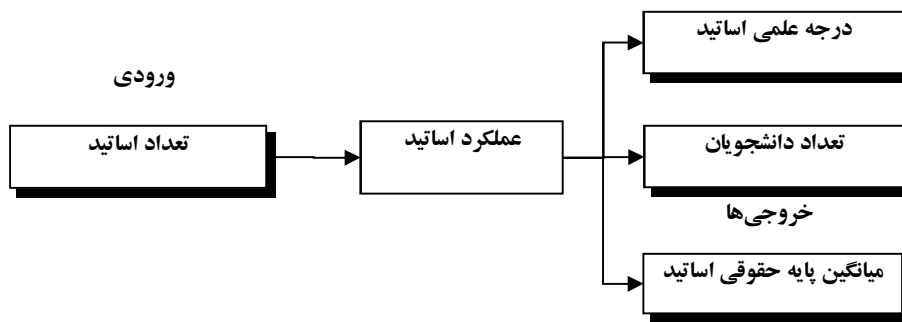 درجه علمی اساتید
ورودی
تعداد اساتید
عملکرد اساتید
تعداد دانشجویان
خروجی‌ها
میانگین پایه حقوقی اساتید